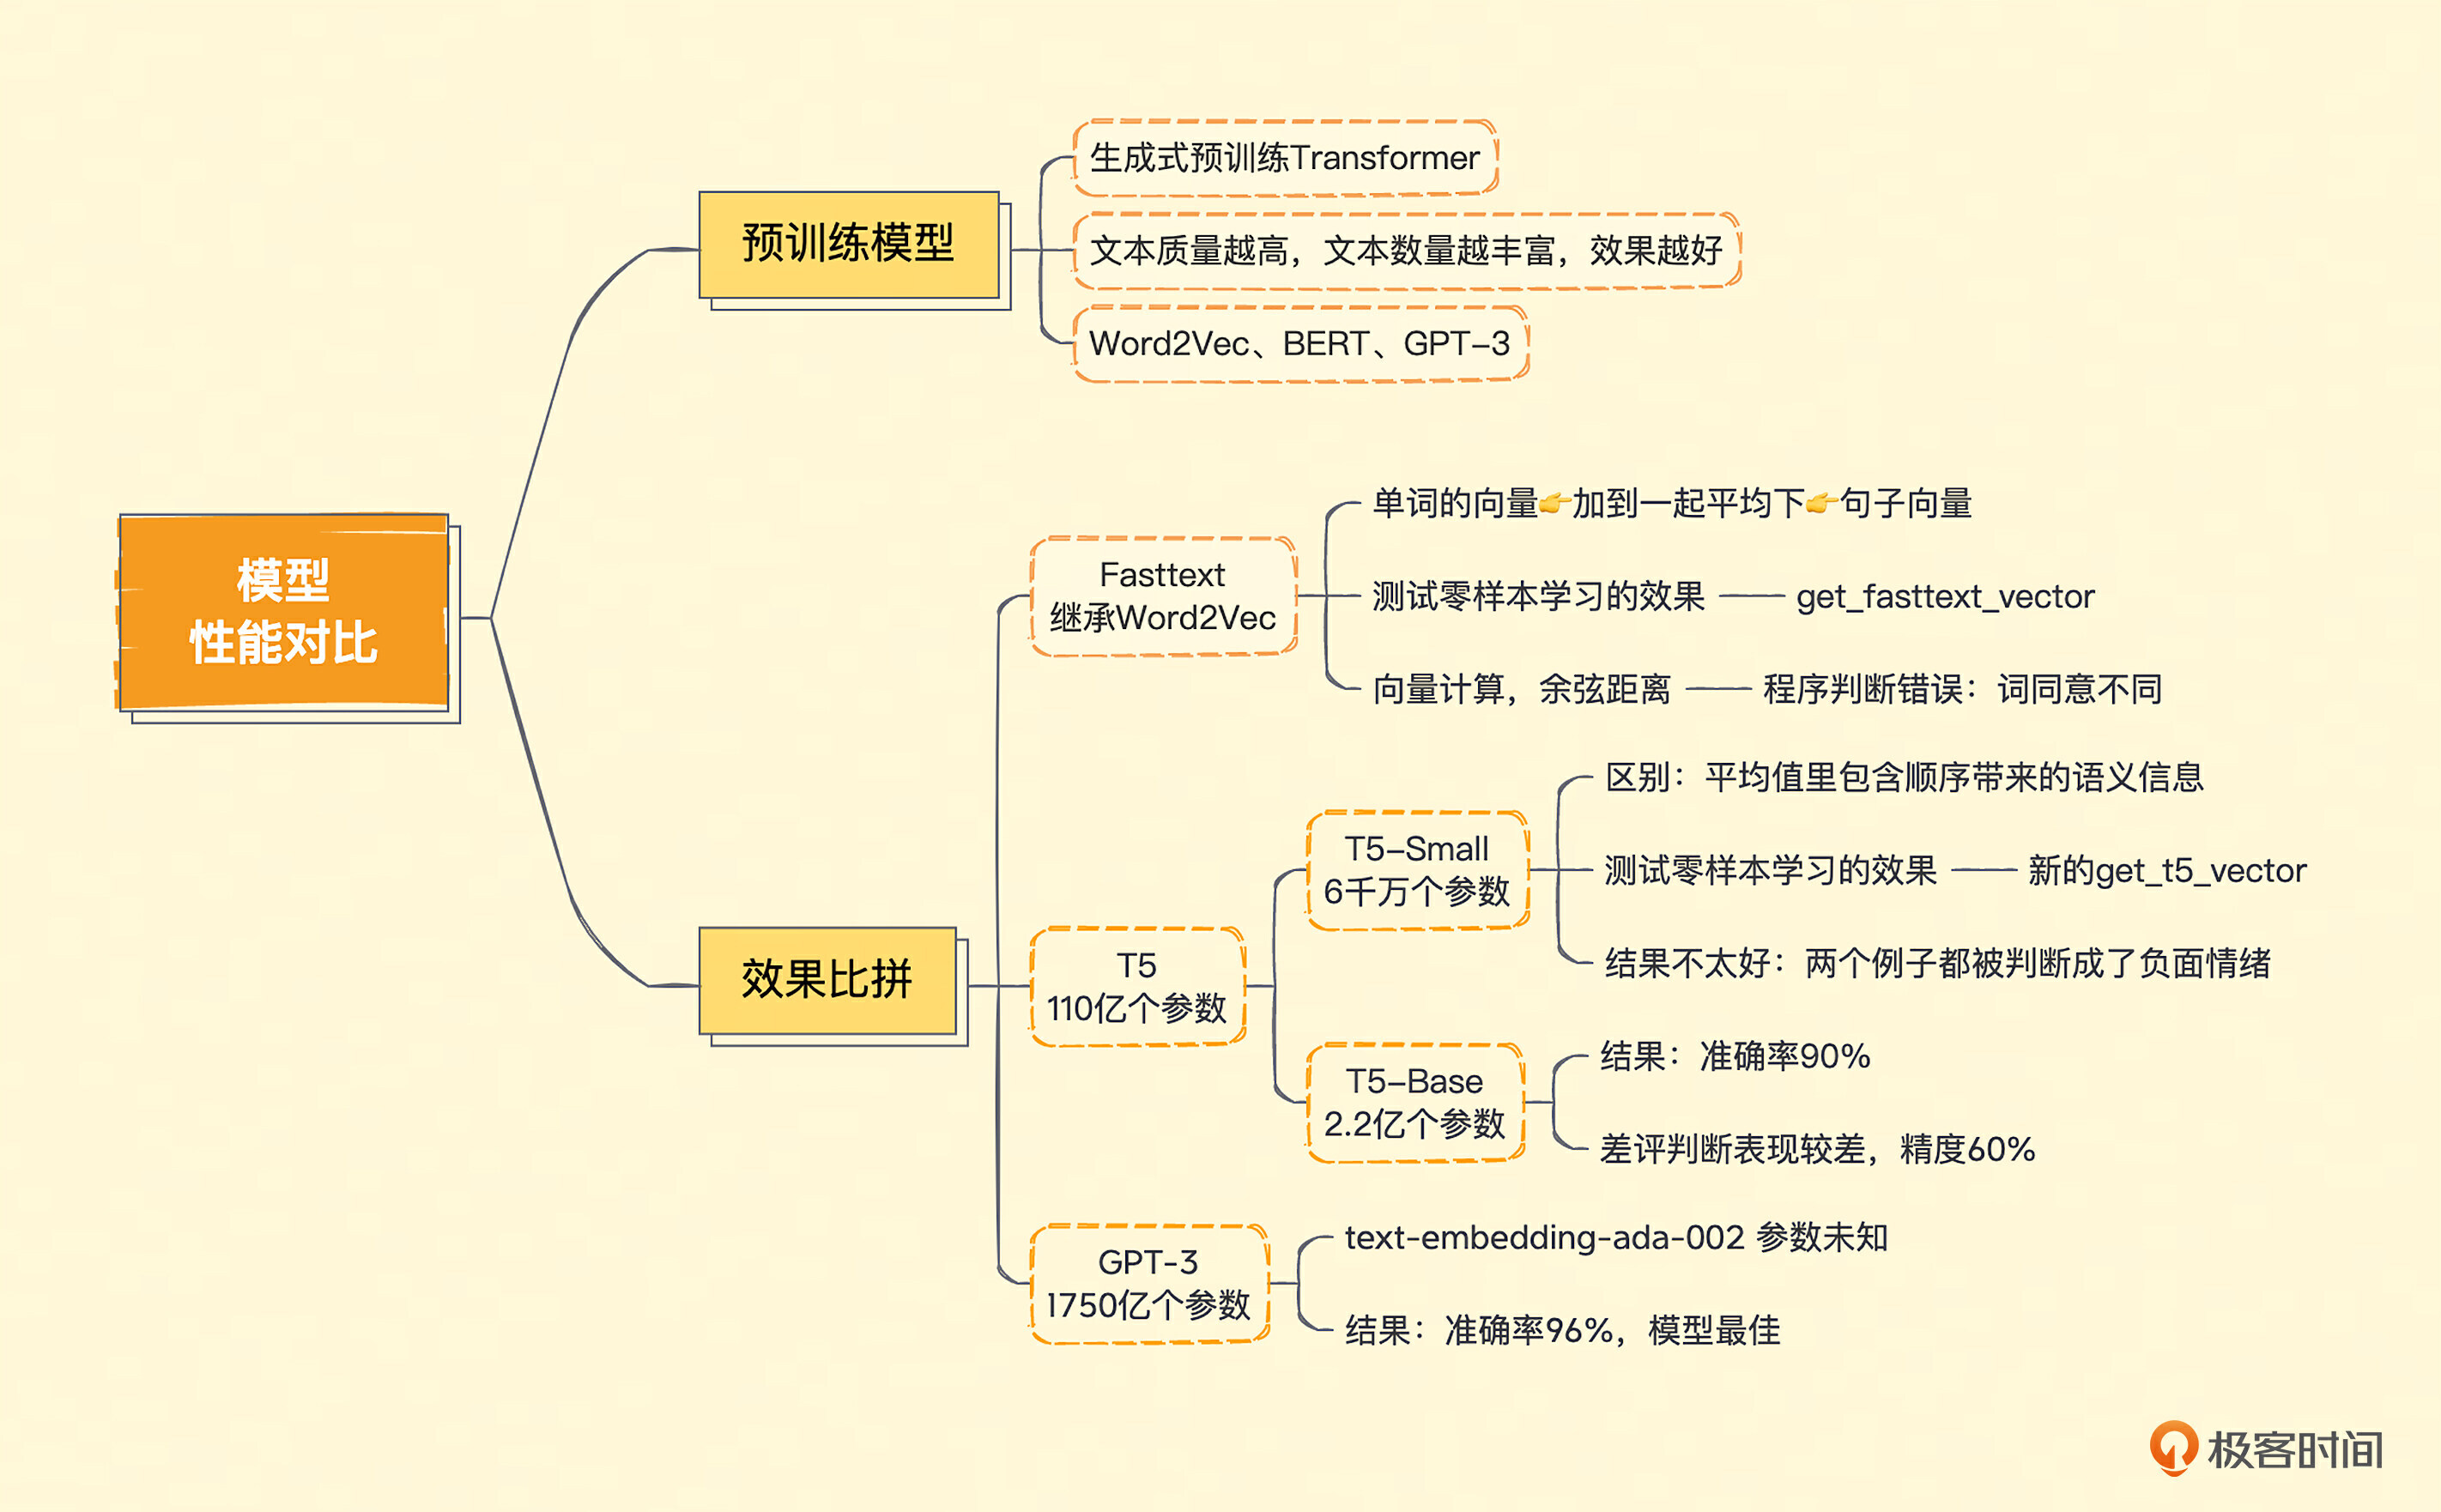 模型
性能对比
预训练模型
生成式预训练Transformer
文本质量越高，文本数量越丰富，效果越好
Word2Vec、BERT、GPT-3
效果比拼
Fasttext
继承Word2Vec
单词的向量👉加到一起平均下👉句子向量
测试零样本学习的效果
get_fasttext_vector
向量计算，余弦距离
程序判断错误：词同意不同
T5
110亿个参数
T5-Small
6千万个参数
区别：平均值里包含顺序带来的语义信息
测试零样本学习的效果
新的get_t5_vector
结果不太好：两个例子都被判断成了负面情绪
T5-Base
2.2亿个参数
结果：准确率90%
差评判断表现较差，精度60%
GPT-3
1750亿个参数
text-embedding-ada-002 参数未知
结果：准确率96%，模型最佳
极客时间